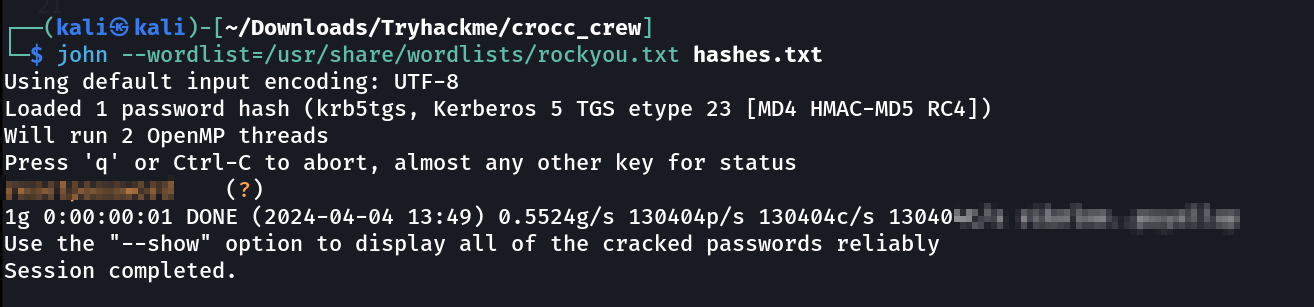 ┌──(kali㉿kali)-[~/Downloads/Tryhackme/crocc_crew]
└─$ john --wordlist=/usr/share/wordlists/rockyou.txt hashes.txt
Using default input encoding: UTF-8
Loaded 1 password hash (krb5tgs, Kerberos 5 TGS etype 23 [MD4 HMAC-MD5 RC4])
Will run 2 OpenMP threads
Press 'q' or Ctrl-C to abort, almost any other key for status
(?)
1g 0:00:00:01 DONE (2024-04-04 13:49) 0.5524g/s 130404p/s 130404c/s
Use the "--show" option to display all of the cracked passwords reliably
Session completed.